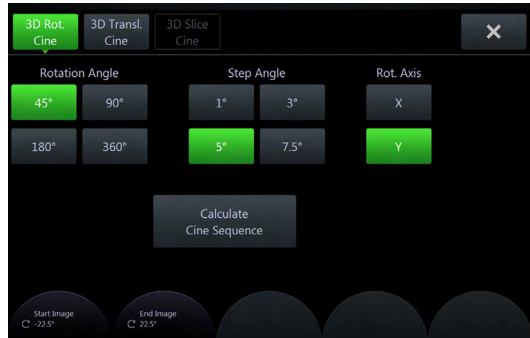 3D Rot.
Cine
3D Transl.
Cine
3D Slice
Cine
×
Rotation Angle
Step Angle
Rot. Axis
45°
90°
1°
3°
X
180°
360°
5°
7.5°
Y
Calculate
Cine Sequence
Start Image
-22.5°
End Image
22.5°